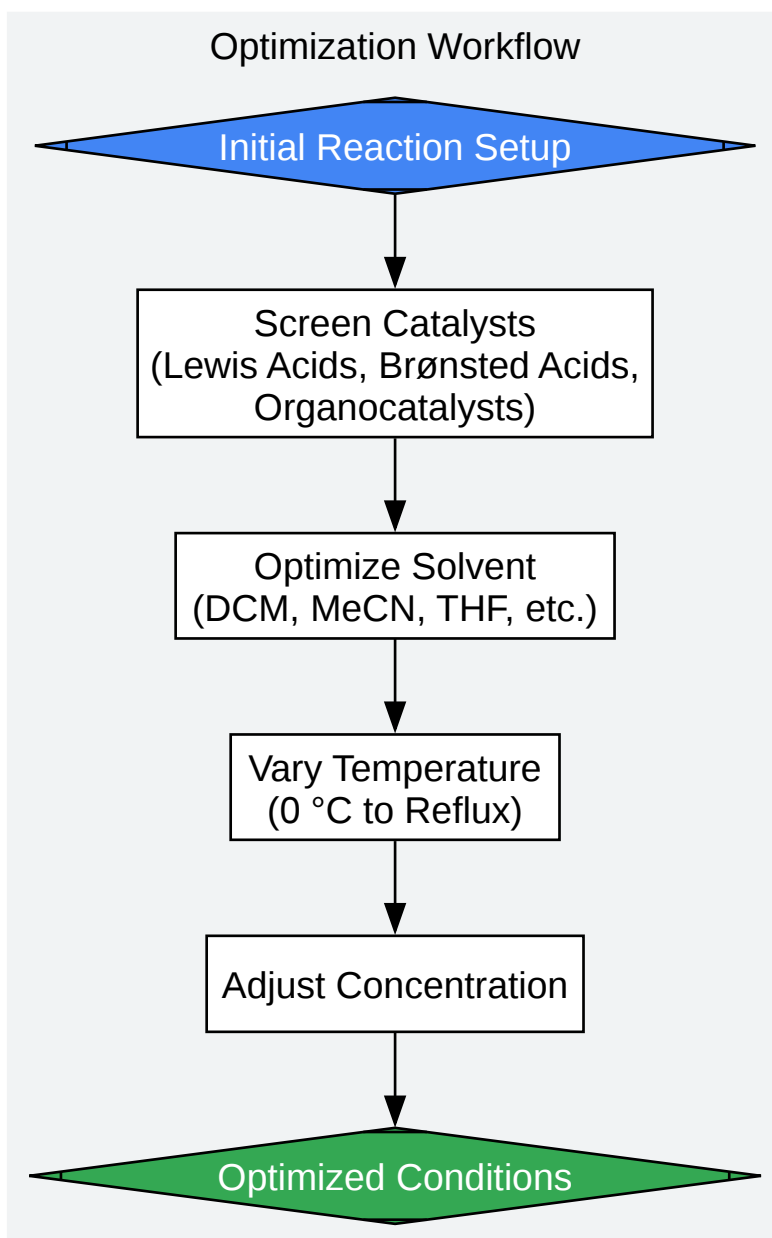 Optimization Workflow
Initial Reaction Setup
Screen Catalysts
(Lewis Acids, Brønsted Acids,
Organocatalysts)
Optimize Solvent
(DCM, MeCN, THF, etc.)
Vary Temperature
(0 °C to Reflux)
Adjust Concentration
Optimized Conditions